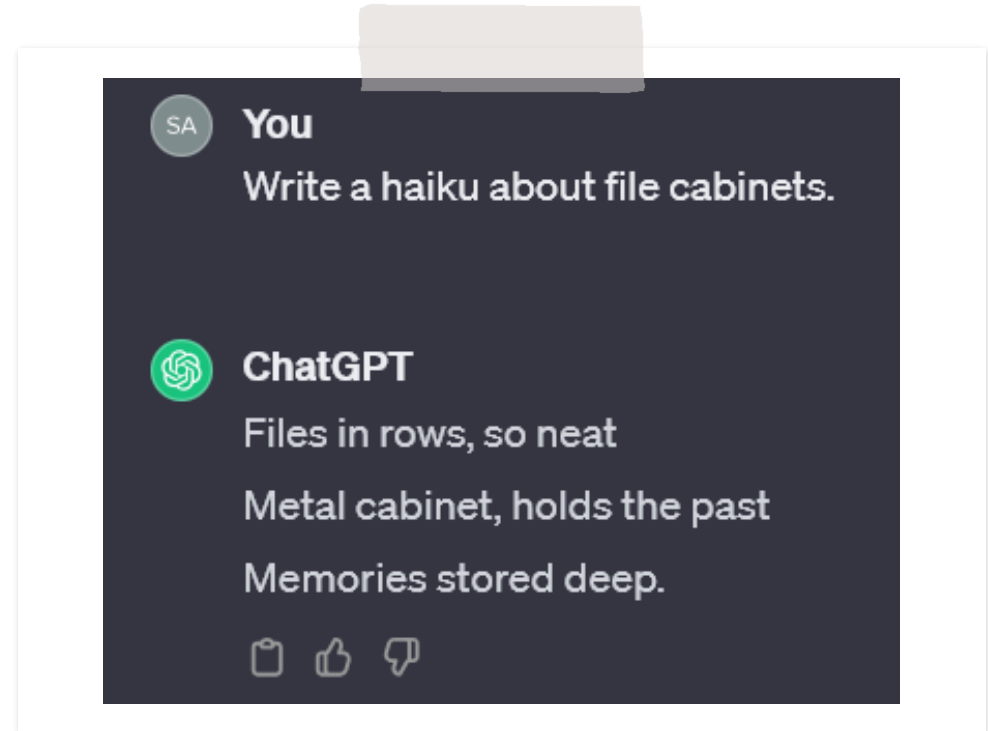 SA
You
Write a haiku about file cabinets.
ChatGPT
Files in rows, so neat
Metal cabinet, holds the past
Memories stored deep.